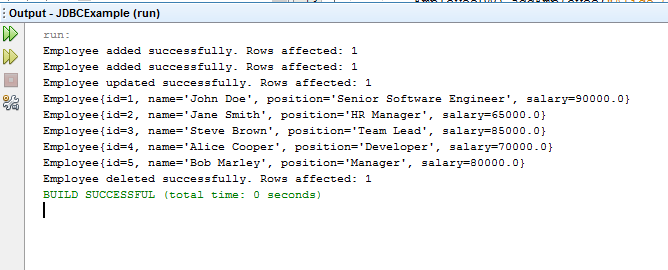 Output - JDBCExample (run)
run:
Employee added successfully. Rows affected: 1
Employee added successfully. Rows affected: 1
Employee updated successfully. Rows affected: 1
Employee{id=1, name='John Doe', position='Senior Software Engineer', salary=90000.0}
Employee{id=2, name='Jane Smith', position='HR Manager', salary=65000.0}
Employee{id=3, name='Steve Brown', position='Team Lead', salary=85000.0}
Employee{id=4, name='Alice Cooper', position='Developer', salary=70000.0}
Employee{id=5, name='Bob Marley', position='Manager', salary=80000.0}
Employee deleted successfully. Rows affected: 1
BUILD SUCCESSFUL (total time: 0 seconds)